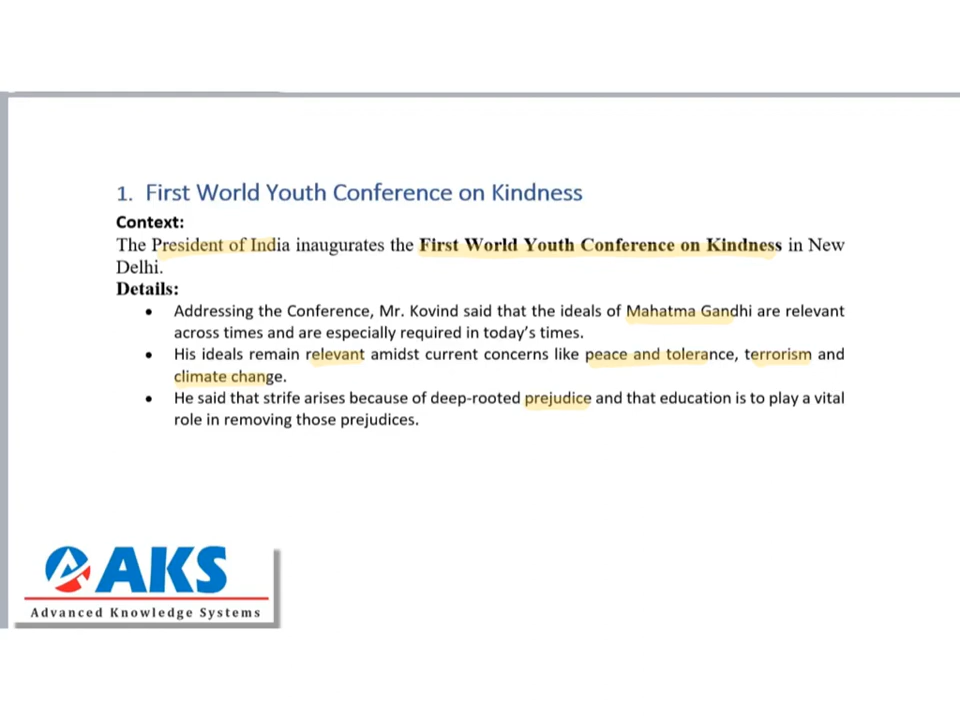 1. First World Youth Conference on Kindness
Context:
The President of India inaugurates the First World Youth Conference on Kindness in New
Delhi.
Details:
• Addressing the Conference, Mr. Kovind said that the ideals of Mahatma Gandhi are relevant
across times and are especially required in today’s times.
• His ideals remain relevant amidst current concerns like peace and tolerance, terrorism and
climate change.
• He said that strife arises because of deep-rooted prejudice and that education is to play a vital
role in removing those prejudices.
AKS
Advanced Knowledge Systems